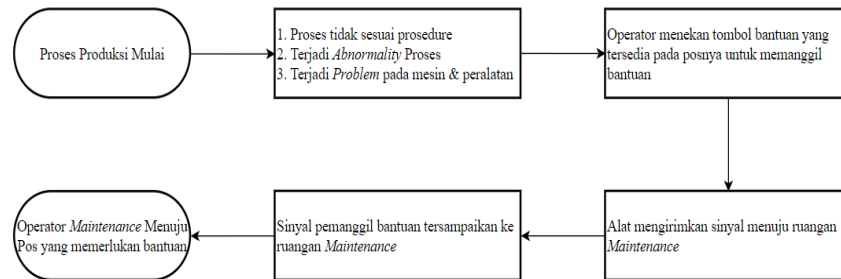 Proses Produksi Mulai
1. Proses tidak sesuai prosedure
2. Terjadi Abnormality Proses
3. Terjadi Problem pada mesin & peralatan
Operator menekan tombol bantuan yang
tersedia pada posnya untuk memanggil
bantuan
Alat mengirimkan sinyal menuju ruangan
Maintenance
Sinyal pemanggil bantuan tersampaikan ke
ruangan Maintenance
Operator Maintenance Menuju
Pos yang memerlukan bantuan